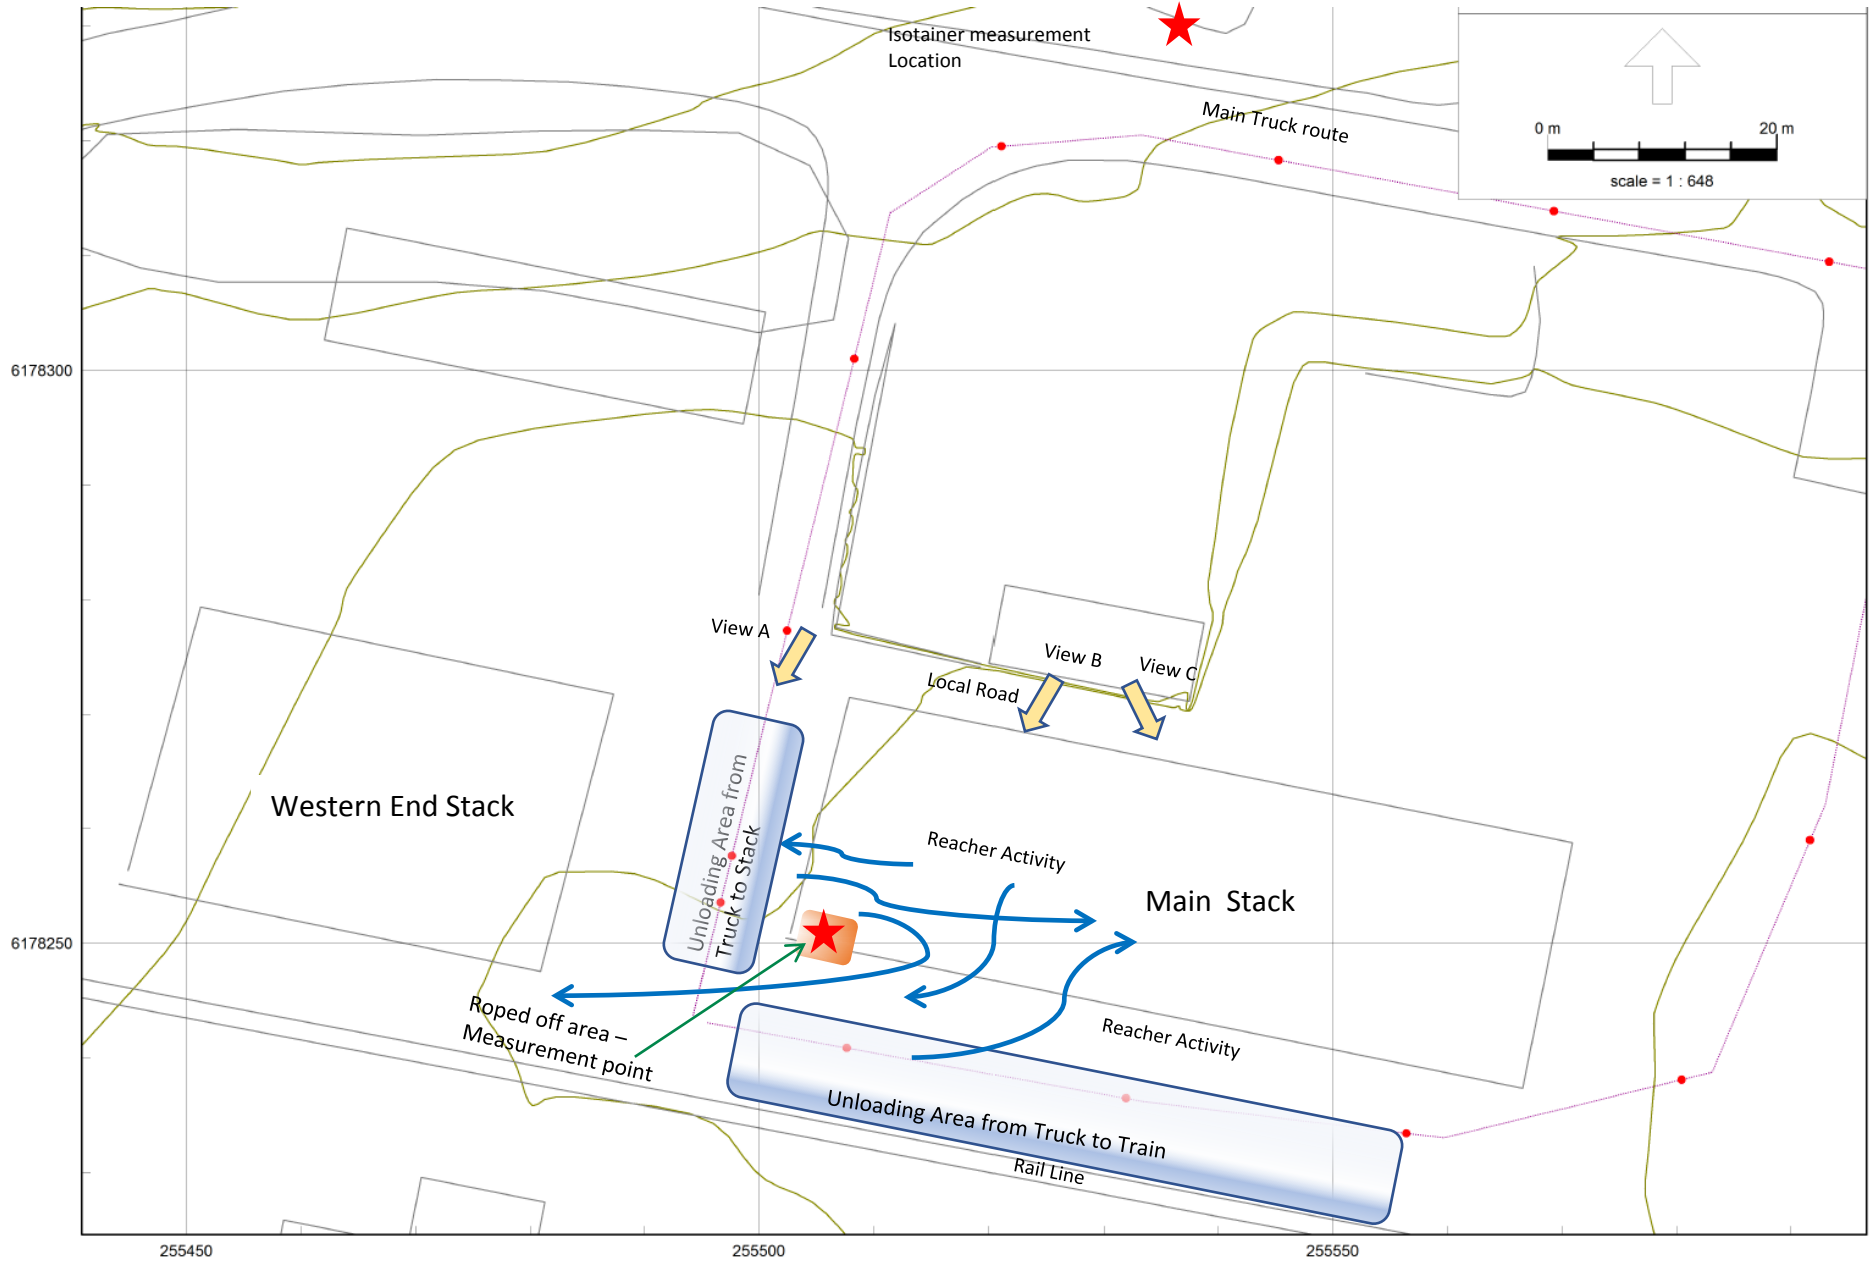 Isotainer measurement
Location
Main Truck route
0 m
20 m
scale = 1 : 648
6178300
View A
View B
View C
Local Road
Unloading Area from
Truck to Stack
Western End Stack
Reacher Activity
Main Stack
6178250
Roped off area –
Measurement point
Reacher Activity
Unloading Area from Truck to Train
Rail Line
255450
255500
255550